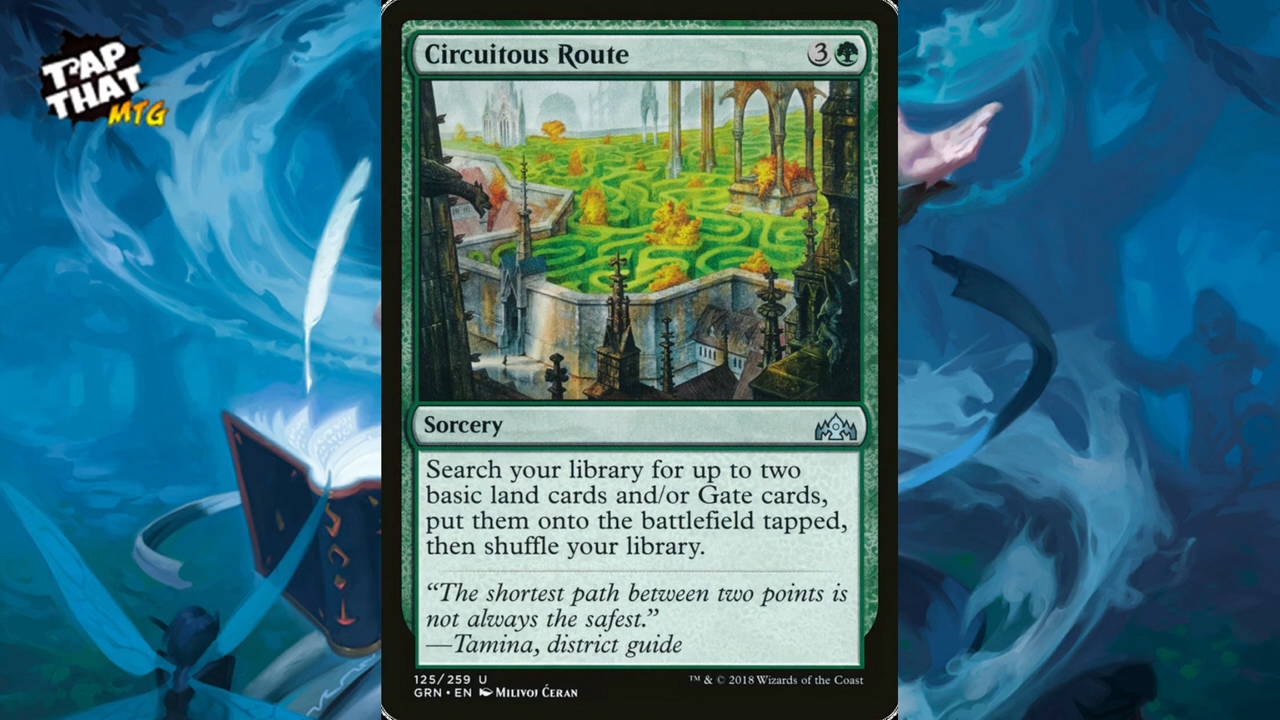 TRAP
THAT
MTG
Circuitous Route
3
Sorcery
Search your library for up to two
basic land cards and/or Gate cards,
put them onto the battlefield tapped,
then shuffle your library.
“The shortest path between two points is
not always the safest.”
—Tamina, district guide
125/259 U
GRN • EN MILIVOJ ĆERAN
™ & © 2018 Wizards of the Coast